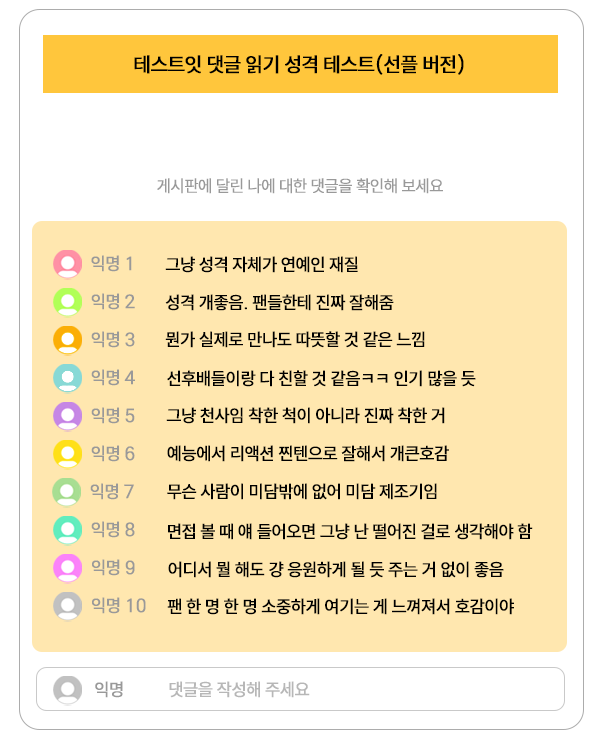 테스트잇 댓글 읽기 성격 테스트(선플 버전)
게시판에 달린 나에 대한 댓글을 확인해 보세요
익명 1 그냥 성격 자체가 연예인 재질
익명 2 성격 개좋음. 팬들한테 진짜 잘해줌
익명 3 뭔가 실제로 만나도 따뜻할 것 같은 느낌
익명 4 선후배들이랑 다 친할 것 같음ㅋㅋ 인기 많을 듯
익명 5 그냥 천사임 착한 척이 아니라 진짜 착한 거
익명 6 예능에서 리액션 찐텐으로 잘해서 개큰호감
익명 7 무슨 사람이 미담밖에 없어 미담 제조기임
익명 8 면접 볼 때 얘 들어오면 그냥 난 떨어진 걸로 생각해야 함
익명 9 어디서 뭘 해도 걍 응원하게 될 듯 주는 거 없이 좋음
익명 10 팬 한 명 한 명 소중하게 여기는 게 느껴져서 호감이야
익명 댓글을 작성해 주세요